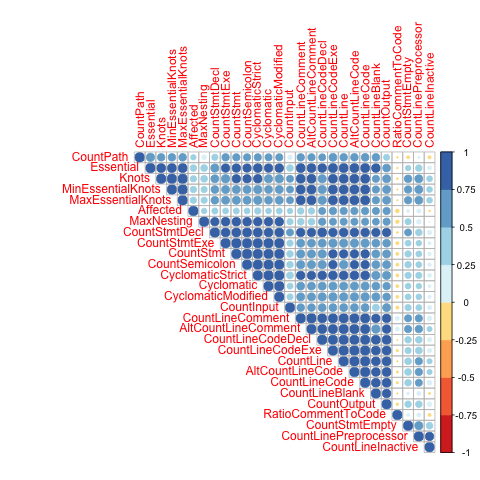 CountPath
Essential
Knots
MinEssentialKnots
MaxEssentialKnots
Affected
MaxNesting
CountStmtDecl
CountStmtExe
CountStmt
CountSemicolon
CyclomaticStrict
Cyclomatic
CyclomaticModified
CountInput
CountLineComment
AltCountLineComment
CountLineCodeDecl
CountLineCodeExe
CountLine
AltCountLineCode
CountLineCode
CountLineBlank
CountOutput
RatioCommentToCode
CountStmtEmpty
CountLinePreprocessor
CountLineInactive
CountPath
Essential
Knots
MinEssentialKnots
MaxEssentialKnots
Affected
MaxNesting
CountStmtDecl
CountStmtExe
CountStmt
CountSemicolon
CyclomaticStrict
Cyclomatic
CyclomaticModified
CountInput
CountLineComment
AltCountLineComment
CountLineCodeDecl
CountLineCodeExe
CountLine
AltCountLineCode
CountLineCode
CountLineBlank
CountOutput
RatioCommentToCode
CountStmtEmpty
CountLinePreprocessor
CountLineInactive
1
0.75
0.5
0.25
0
-0.25
-0.5
-0.75
-1